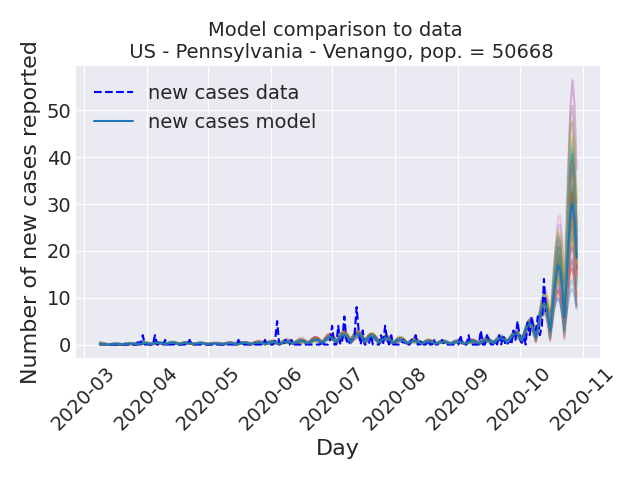 Model comparison to data
US - Pennsylvania - Venango, pop. = 50668
Number of new cases reported
50
40
30
20
10
0
new cases data
new cases model
2020-03
2020-04
2020-05
2020-06
2020-07
2020-08
2020-09
2020-10
2020-11
Day